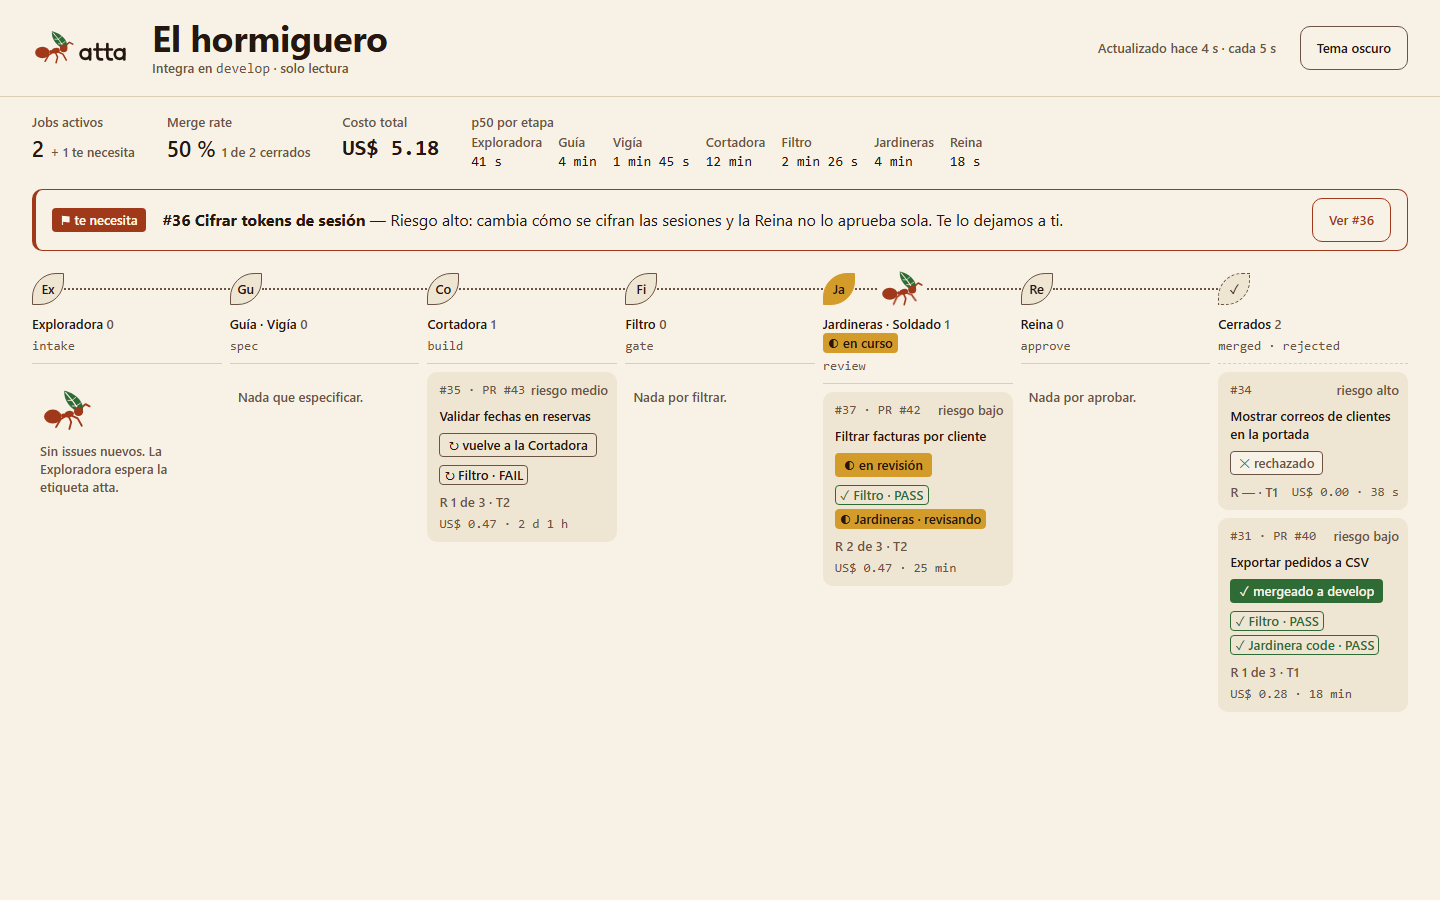 atta
El hormiguero
Integra en develop · solo lectura
Actualizado hace 4 s · cada 5 s
Tema oscuro
Jobs activos
2 + 1 te necesita
Merge rate
50 % 1 de 2 cerrados
Costo total
US$ 5.18
p50 por etapa
Exploradora Guía Vigía Cortadora Filtro Jardineras Reina
41 s 4 min 1 min 45 s 12 min 2 min 26 s 4 min 18 s
⚑ te necesita
#36 Cifrar tokens de sesión — Riesgo alto: cambia cómo se cifran las sesiones y la Reina no lo aprueba sola. Te lo dejamos a ti.
Ver #36
Ex
Exploradora 0
intake
Sin issues nuevos. La
Exploradora espera la
etiqueta atta.
Gu
Guía · Vigía 0
spec
Nada que especificar.
Co
Cortadora 1
build
#35 · PR #43 riesgo medio
Validar fechas en reservas
↻ vuelve a la Cortadora
↻ Filtro · FAIL
R 1 de 3 · T2
US$ 0.47 · 2 d 1 h
Fi
Filtro 0
gate
Nada por filtrar.
Ja
Jardineras · Soldado 1
◐ en curso
review
#37 · PR #42 riesgo bajo
Filtrar facturas por cliente
◐ en revisión
✓ Filtro · PASS
◐ Jardineras · revisando
R 2 de 3 · T2
US$ 0.47 · 25 min
Re
Reina 0
approve
Nada por aprobar.
✓
Cerrados 2
merged · rejected
#34 riesgo alto
Mostrar correos de clientes
en la portada
✕ rechazado
R — · T1 US$ 0.00 · 38 s
#31 · PR #40 riesgo bajo
Exportar pedidos a CSV
✓ mergeado a develop
✓ Filtro · PASS
✓ Jardinera code · PASS
R 1 de 3 · T1
US$ 0.28 · 18 min